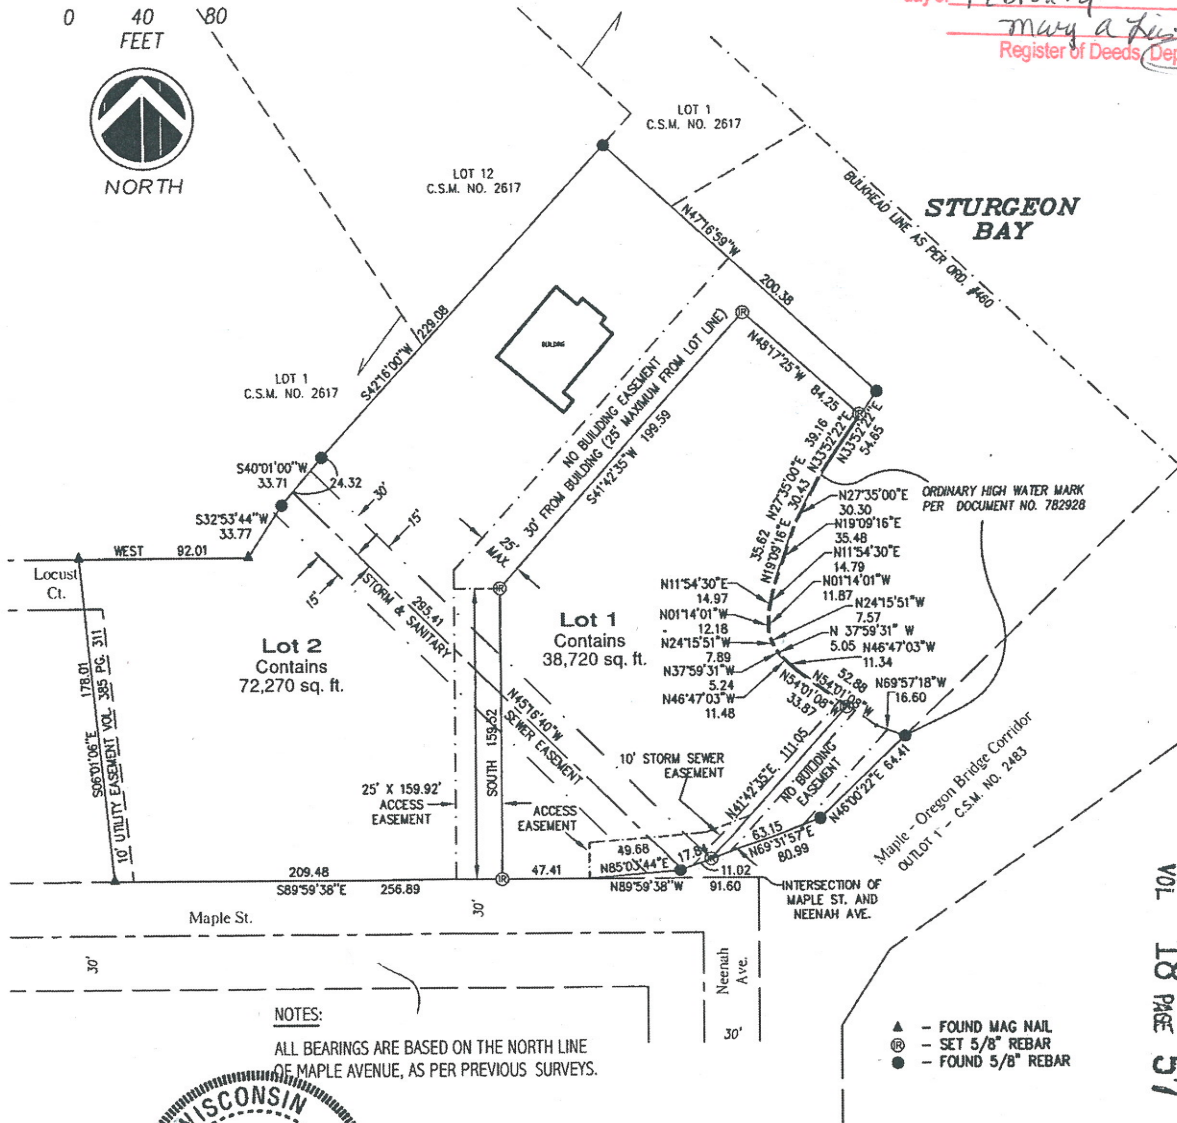 0 40 80
FEET
NORTH
Mary a
Register of Deeds,
LOT 1
C.S.M. NO. 2617
LOT 12
C.S.M. NO. 2617
STURGEON
BAY
BULKHEAD LINE AS PER ORD. #460
N47°16'59"W
200.38
S42°16'00"W
229.08
BUILDING
NO BUILIDING EASEMENT
30' FROM BUILDING (25' MAXIMUM FROM LOT LINE)
S41°42'35"W 199.59
N48°17'25"W 84.25
LOT 1
C.S.M. NO. 2617
S40°01'00"W
33.71
24.32
S32°53'44"W
33.77
30'
15'
15'
25'
MAX.
N33°52'22"E
39.16
N33°52'22"E
54.65
N27°35'00"E
30.43
N19°09'16"E
35.62
ORDINARY HIGH WATER MARK
PER DOCUMENT NO. 782928
N27°35'00"E
30.30
N19°09'16"E
35.48
N11°54'30"E
14.79
N01°14'01"W
11.87
N24°15'51"W
7.57
N 37°59'31" W
5.05
N46°47'03"W
11.34
N11°54'30"E
14.97
N01°14'01"W
12.18
N24°15'51"W
7.89
N37°59'31"W
5.24
N46°47'03"W
11.48
52.88
N54°01'08"W
N54°01'08"W
33.87
N69°57'18"W
16.60
WEST 92.01
Locust
Ct.
Lot 2
Contains
72,270 sq. ft.
Lot 1
Contains
38,720 sq. ft.
STORM & SANITARY
SEWER EASEMENT
295.41
N45°16'40"W
178.01
S06°01'06"E
10' UTILITY EASEMENT VOL. 385 PG. 311
SOUTH 159.52
25' X 159.92'
ACCESS
EASEMENT
ACCESS
EASEMENT
10' STORM SEWER
EASEMENT
N41°42'35"E 111.05
NO BUILDING
EASEMENT
N45°00'22"E 64.41
Maple - Oregon Bridge Corridor
OUTLOT 1 - C.S.M. NO. 2483
63.15
N69°31'57"E
80.99
17.84
11.02
49.68
N85°03'44"E
209.48
S89°59'38"E 256.89
47.41
N89°59'38"W 91.60
INTERSECTION OF
MAPLE ST. AND
NEENAH AVE.
Maple St.
30'
30'
Neenah
Ave.
30'
NOTES:
ALL BEARINGS ARE BASED ON THE NORTH LINE
OF MAPLE AVENUE, AS PER PREVIOUS SURVEYS.
WISCONSIN
▲ – FOUND MAG NAIL
IR – SET 5/8" REBAR
● – FOUND 5/8" REBAR
VOL 18 PAGE 57